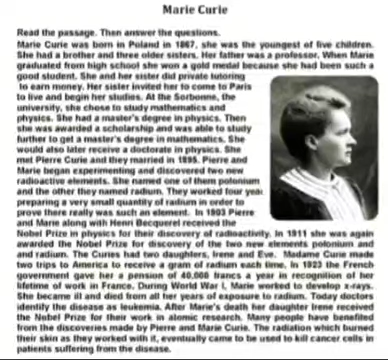 Marie Curie
Read the passage. Then answer the questions.
Marie Curie was born in Poland in 1867, she was the youngest of five children.
She had a brother and three older sisters. Her father was a professor. When Marie
graduated from high school she won a gold medal because she had been such a
good student. She and her sister did private tutoring
to earn money. Her sister invited her to come to Paris
to live and begin her studies. At the Sorbonne, the
university, she chose to study mathematics and
physics. She had a master's degree in physics. Then
she was awarded a scholarship and was able to study
further to get a master's degree in mathematics. She
would also later receive a doctorate in physics. She
met Pierre Curie and they married in 1895. Pierre and
Marie began experimenting and discovered two new
radioactive elements. She named one of them polonium
and the other they named radium. They worked four year
preparing a very small quantity of radium in order to
prove there really was such an element. In 1903 Pierre
and Marie along with Henri Becquerel received the
Nobel Prize in physics for their discovery of radioactivity. In 1911 she was again
awarded the Nobel Prize for discovery of the two new elements polonium and
and radium. The Curies had two daughters, Irene and Eve. Madame Curie made
two trips to America to receive a gram of radium each time. In 1923 the French
government gave her a pension of 40,000 francs a year in recognition of her
lifetime of work in France. During World War I, Marie worked to develop x-rays.
She became ill and died from all her years of exposure to radium. Today doctors
identify the disease as leukemia. After Marie's death her daughter Irene received
the Nobel Prize for their work in atomic research. Many people have benefited
from the discoveries made by Pierre and Marie Curie. The radiation which burned
their skin as they worked with it, eventually came to be used to kill cancer cells in
patients suffering from the disease.